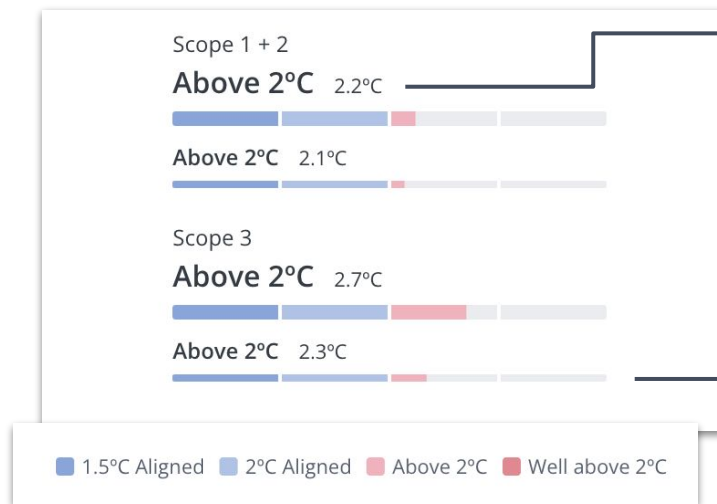 Scope 1 + 2
Above 2ºC 2.2ºC
Above 2ºC 2.1ºC
Scope 3
Above 2ºC 2.7ºC
Above 2ºC 2.3ºC
1.5ºC Aligned 2ºC Aligned Above 2ºC Well above 2ºC